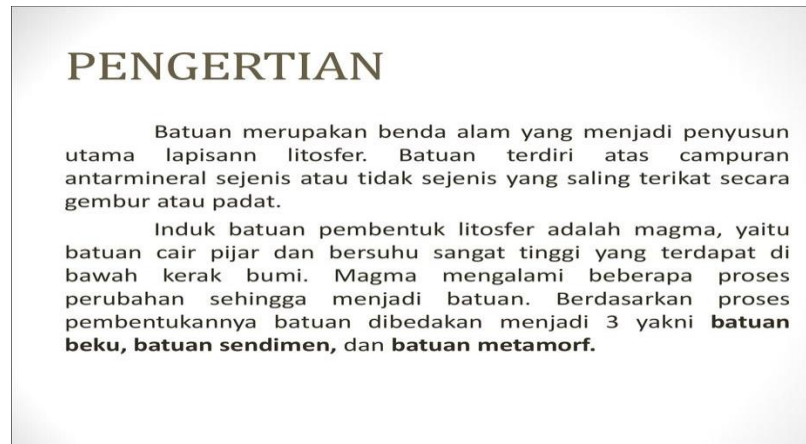 PENGERTIAN
Batuan merupakan benda alam yang menjadi penyusun
utama lapisann litosfer. Batuan terdiri atas campuran
antarmineral sejenis atau tidak sejenis yang saling terikat secara
gembur atau padat.
Induk batuan pembentuk litosfer adalah magma, yaitu
batuan cair pijar dan bersuhu sangat tinggi yang terdapat di
bawah kerak bumi. Magma mengalami beberapa proses
perubahan sehingga menjadi batuan. Berdasarkan proses
pembentukannya batuan dibedakan menjadi 3 yakni batuan
beku, batuan sendimen, dan batuan metamorf.